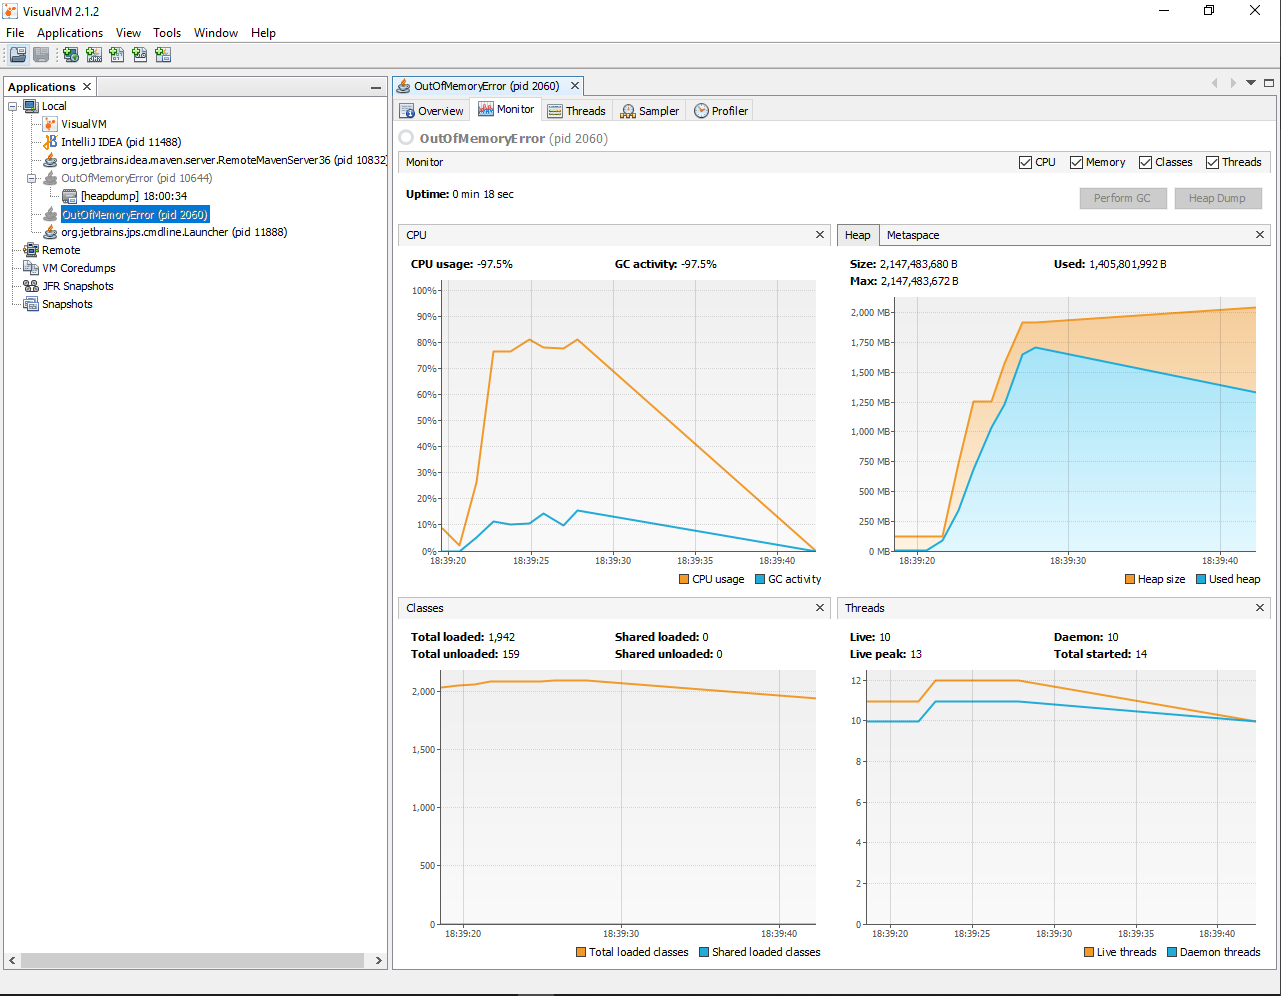 VisualVM 2.1.2
File Applications View Tools Window Help
Applications
Local
VisualVM
IntelliJ IDEA (pid 11488)
org.jetbrains.idea.maven.server.RemoteMavenServer36 (pid 10832)
OutOfMemoryError (pid 10644)
[heapdump] 18:00:34
OutOfMemoryError (pid 2060)
org.jetbrains.jps.cmdline.Launcher (pid 11888)
Remote
VM Coredumps
JFR Snapshots
Snapshots
OutOfMemoryError (pid 2060)
Overview Monitor Threads Sampler Profiler
OutOfMemoryError (pid 2060)
Monitor CPU Memory Classes Threads
Uptime: 0 min 18 sec
Perform GC Heap Dump
CPU
CPU usage: -97.5% GC activity: -97.5%
100%
90%
80%
70%
60%
50%
40%
30%
20%
10%
0%
18:39:20 18:39:25 18:39:30 18:39:35 18:39:40
CPU usage GC activity
Heap Metaspace
Size: 2,147,483,680 B Used: 1,405,801,992 B
Max: 2,147,483,672 B
2,000 MB
1,750 MB
1,500 MB
1,250 MB
1,000 MB
750 MB
500 MB
250 MB
0 MB
18:39:20 18:39:30 18:39:40
Heap size Used heap
Classes
Total loaded: 1,942 Shared loaded: 0
Total unloaded: 159 Shared unloaded: 0
2,000
1,500
1,000
500
0
18:39:20 18:39:30 18:39:40
Total loaded classes Shared loaded classes
Threads
Live: 10 Daemon: 10
Live peak: 13 Total started: 14
12
10
8
6
4
2
0
18:39:20 18:39:25 18:39:30 18:39:35 18:39:40
Live threads Daemon threads